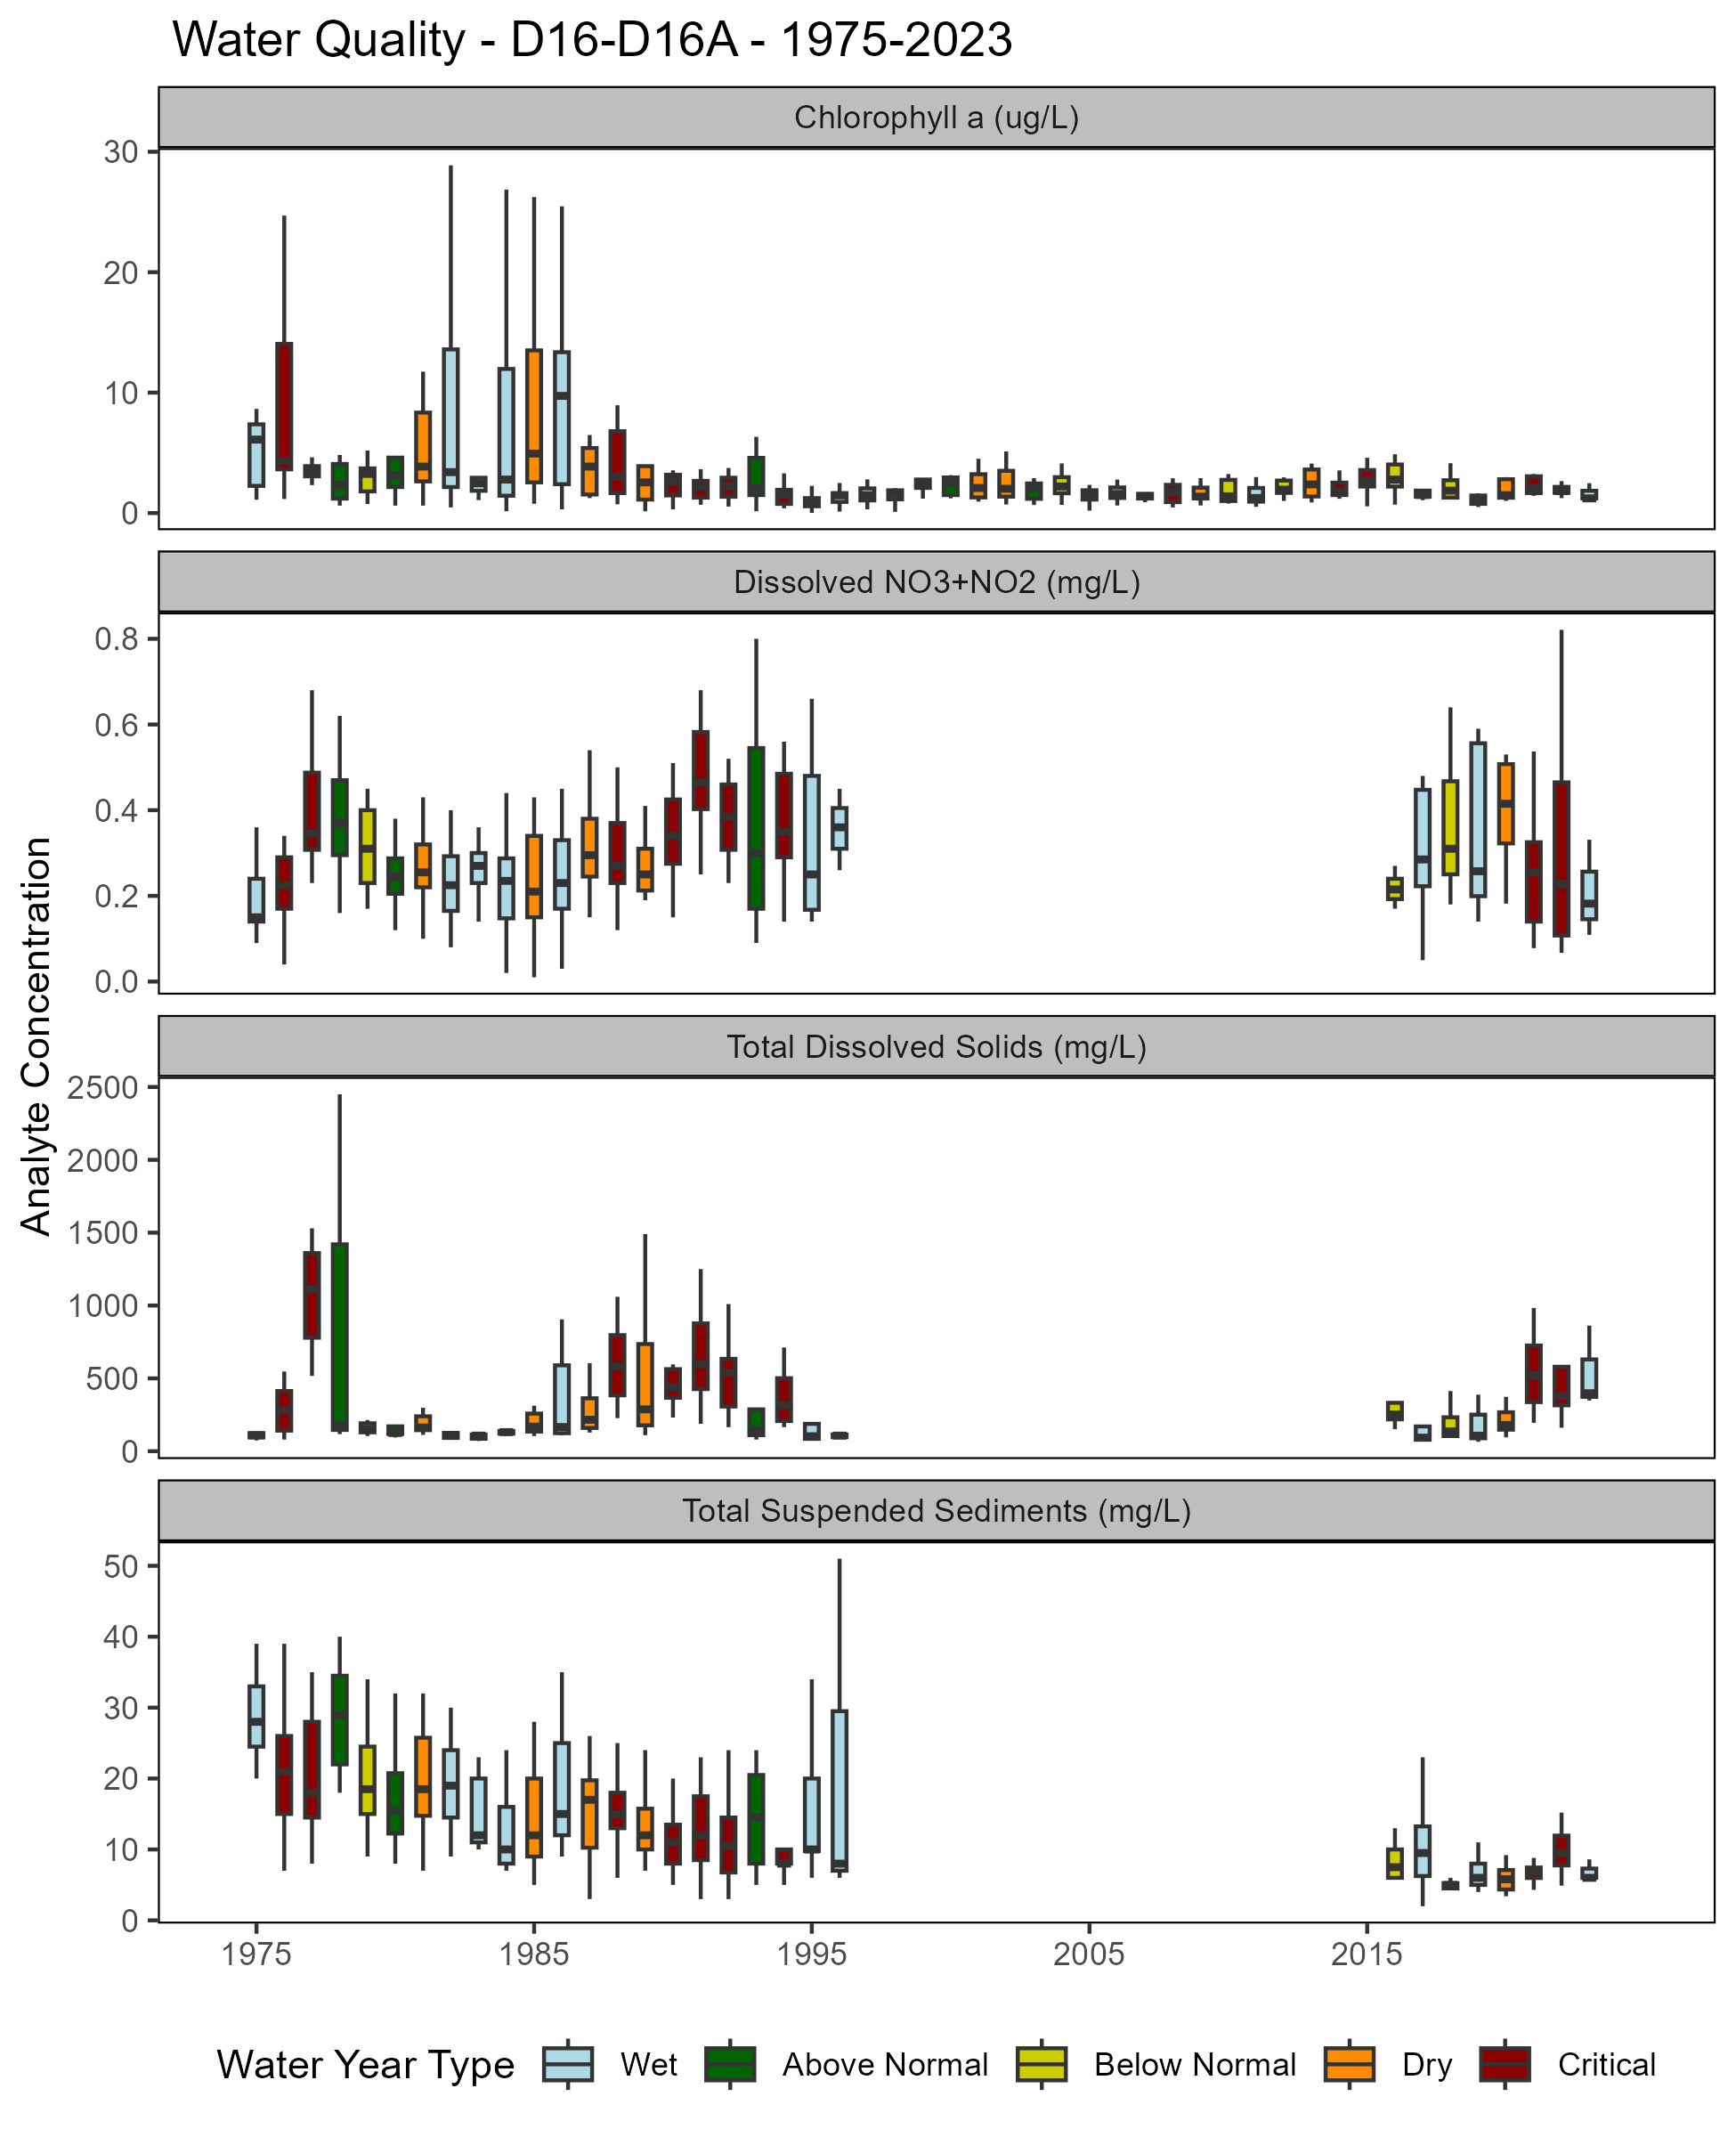 Water Quality - D16-D16A - 1975-2023
Chlorophyll a (ug/L)
30
20
10
0
Dissolved NO3+NO2 (mg/L)
0.8
0.6
0.4
0.2
0.0
Analyte Concentration
Total Dissolved Solids (mg/L)
2500
2000
1500
1000
500
0
Total Suspended Sediments (mg/L)
50
40
30
20
10
0
1975 1985 1995 2005 2015
Water Year Type Wet Above Normal Below Normal Dry Critical